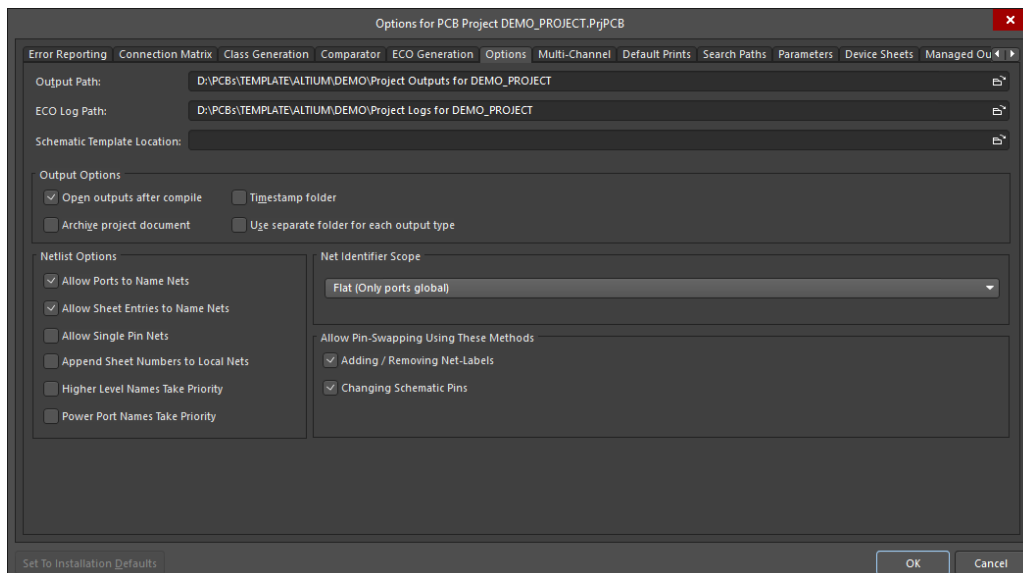 Options for PCB Project DEMO_PROJECT.PrjPCB
Error Reporting Connection Matrix Class Generation Comparator ECO Generation Options Multi-Channel Default Prints Search Paths Parameters Device Sheets Managed Ou
Output Path: D:\PCBs\TEMPLATE\ALTIUM\DEMO\Project Outputs for DEMO_PROJECT
ECO Log Path: D:\PCBs\TEMPLATE\ALTIUM\DEMO\Project Logs for DEMO_PROJECT
Schematic Template Location:
Output Options
Open outputs after compile Timestamp folder
Archive project document Use separate folder for each output type
Netlist Options
Allow Ports to Name Nets
Allow Sheet Entries to Name Nets
Allow Single Pin Nets
Append Sheet Numbers to Local Nets
Higher Level Names Take Priority
Power Port Names Take Priority
Net Identifier Scope
Flat (Only ports global)
Allow Pin-Swapping Using These Methods
Adding / Removing Net-Labels
Changing Schematic Pins
Set To Installation Defaults OK Cancel